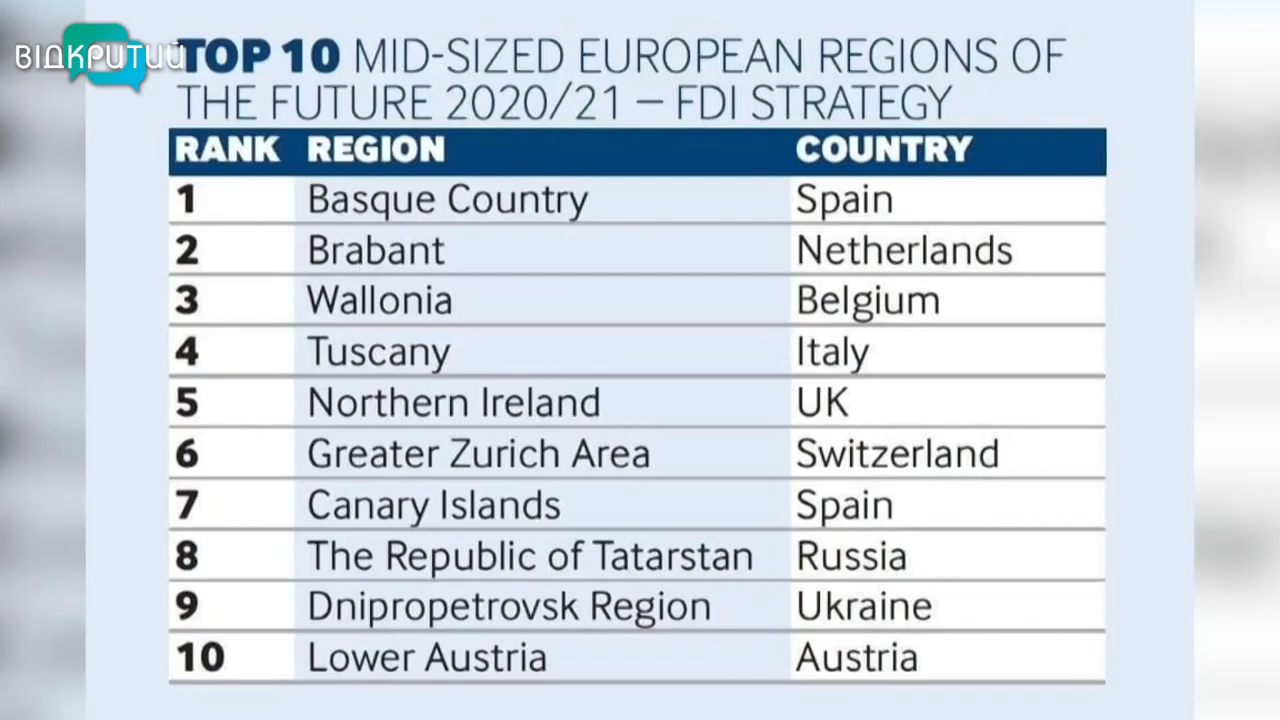 ВІДКРИТИЙ
TOP 10 MID-SIZED EUROPEAN REGIONS OF
THE FUTURE 2020/21 – FDI STRATEGY
RANK REGION COUNTRY
1 Basque Country Spain
2 Brabant Netherlands
3 Wallonia Belgium
4 Tuscany Italy
5 Northern Ireland UK
6 Greater Zurich Area Switzerland
7 Canary Islands Spain
8 The Republic of Tatarstan Russia
9 Dnipropetrovsk Region Ukraine
10 Lower Austria Austria